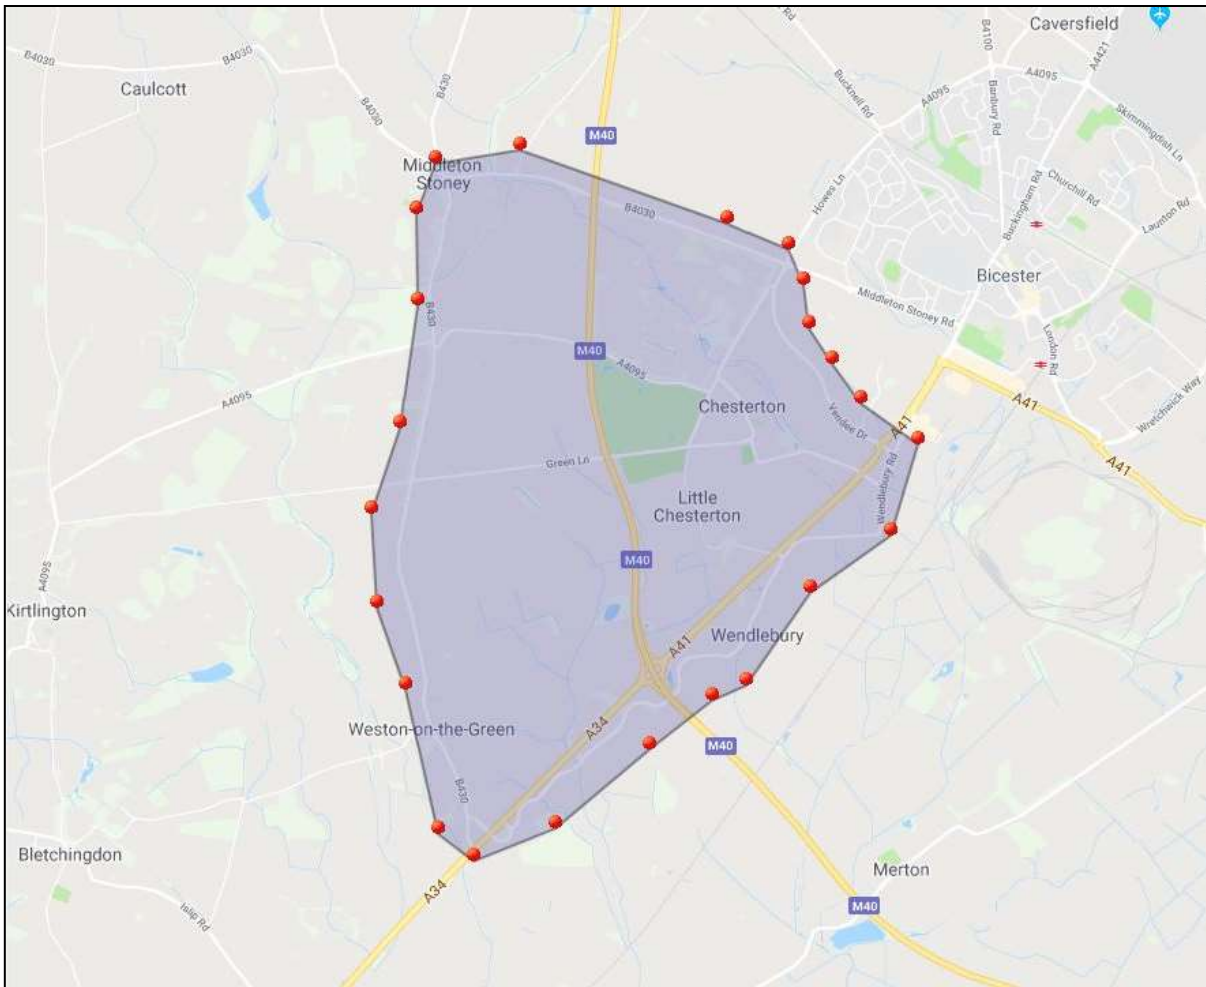 Caversfield
B4030
B4030
B430
B4100
A4421
Bucknell Rd
A4095
A4095
Banbury Rd
Caulcott
B4030
Skimmingdish Ln
M40
Middleton
Stoney
Howes Ln
Buckingham Rd
Churchill Rd
Launton Rd
B4030
Bicester
Middleton Stoney Rd
B430
London Rd
M40
A4095
A4095
Chesterton
Vendee Dr
A41
A41
Wretchwick Way
A41
Green Ln
Wendlebury Rd
Little
Chesterton
M40
A4095
Kirtlington
A41
Wendlebury
Weston-on-the-Green
A34
M40
B430
Bletchingdon
Merton
A34
M40
Islip Rd